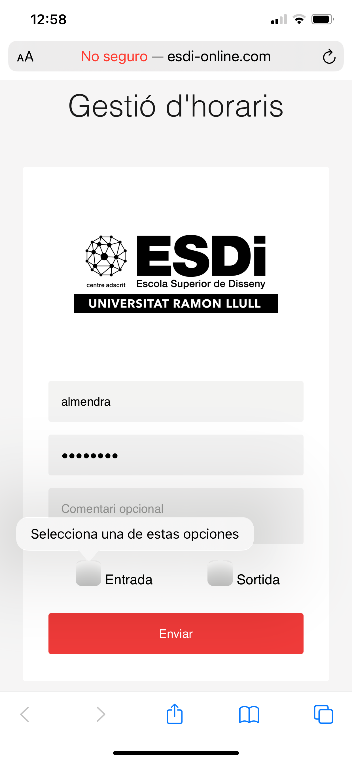 12:58
AA No seguro — esdi-online.com
Gestió d'horaris
ESDi
centre adscrit Escola Superior de Disseny
UNIVERSITAT RAMON LLULL
almendra
••••••••
Comentari opcional
Selecciona una de estas opciones
Entrada Sortida
Enviar